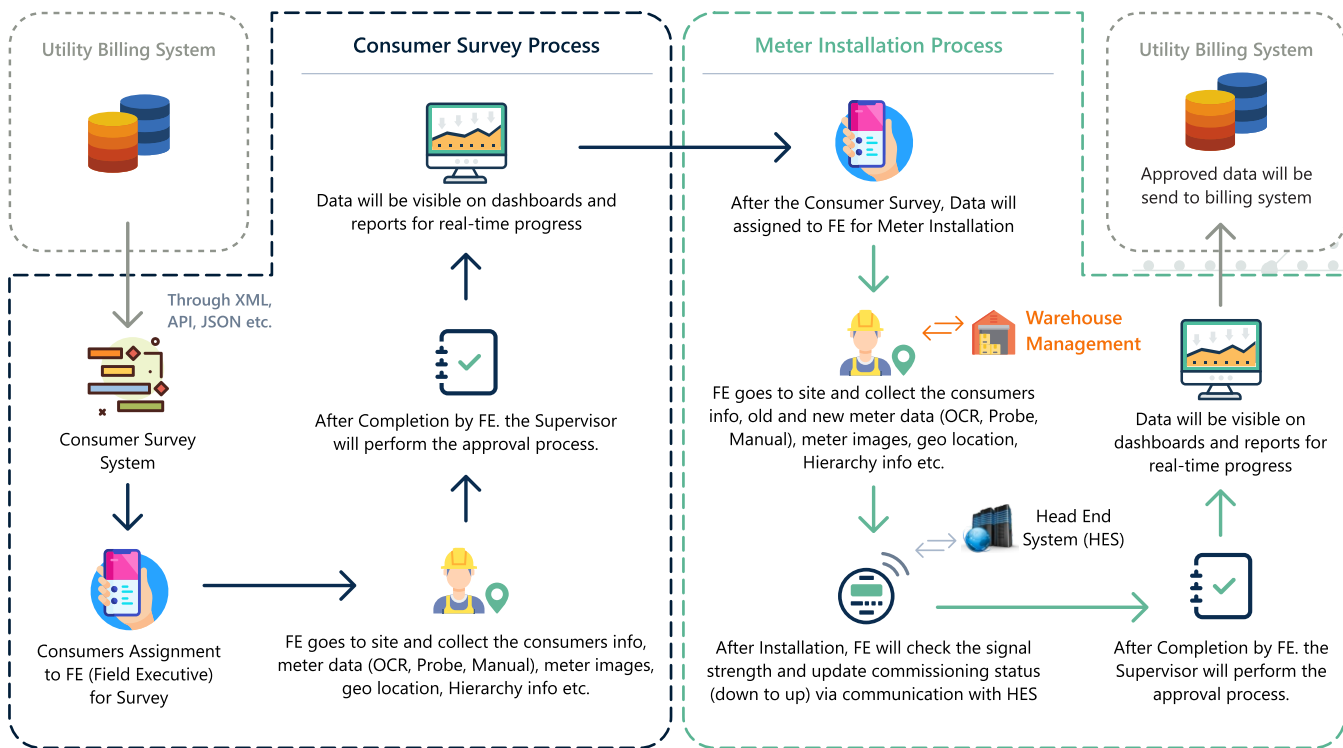 Utility Billing System
Through XML,
API, JSON etc.
Consumer Survey
System
Consumers Assignment
to FE (Field Executive)
for Survey
Consumer Survey Process
Data will be visible on dashboards and
reports for real-time progress
After Completion by FE. the Supervisor
will perform the approval process.
FE goes to site and collect the consumers info,
meter data (OCR, Probe, Manual), meter images,
geo location, Hierarchy info etc.
Meter Installation Process
After the Consumer Survey, Data will
assigned to FE for Meter Installation
Warehouse
Management
FE goes to site and collect the consumers
info, old and new meter data (OCR, Probe,
Manual), meter images, geo location,
Hierarchy info etc.
Head End
System (HES)
After Installation, FE will check the signal
strength and update commissioning status
(down to up) via communication with HES
Utility Billing System
Approved data will be
send to billing system
Data will be visible on
dashboards and reports for
real-time progress
After Completion by FE. the
Supervisor will perform the
approval process.